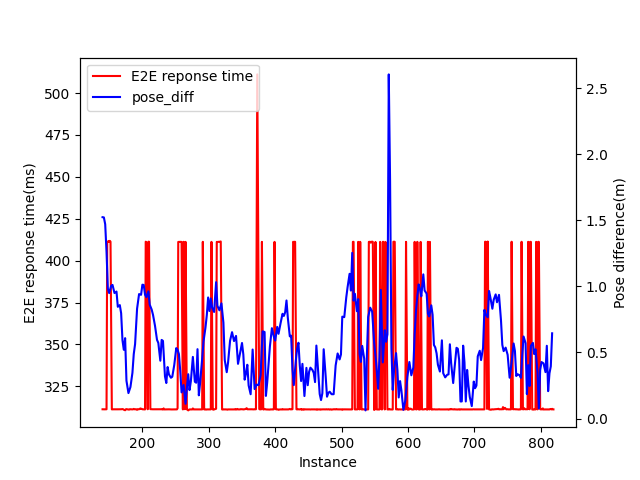 E2E reponse time
pose_diff
500
475
450
425
400
375
350
325
E2E response time(ms)
2.5
2.0
1.5
1.0
0.5
0.0
Pose difference(m)
200 300 400 500 600 700 800
Instance